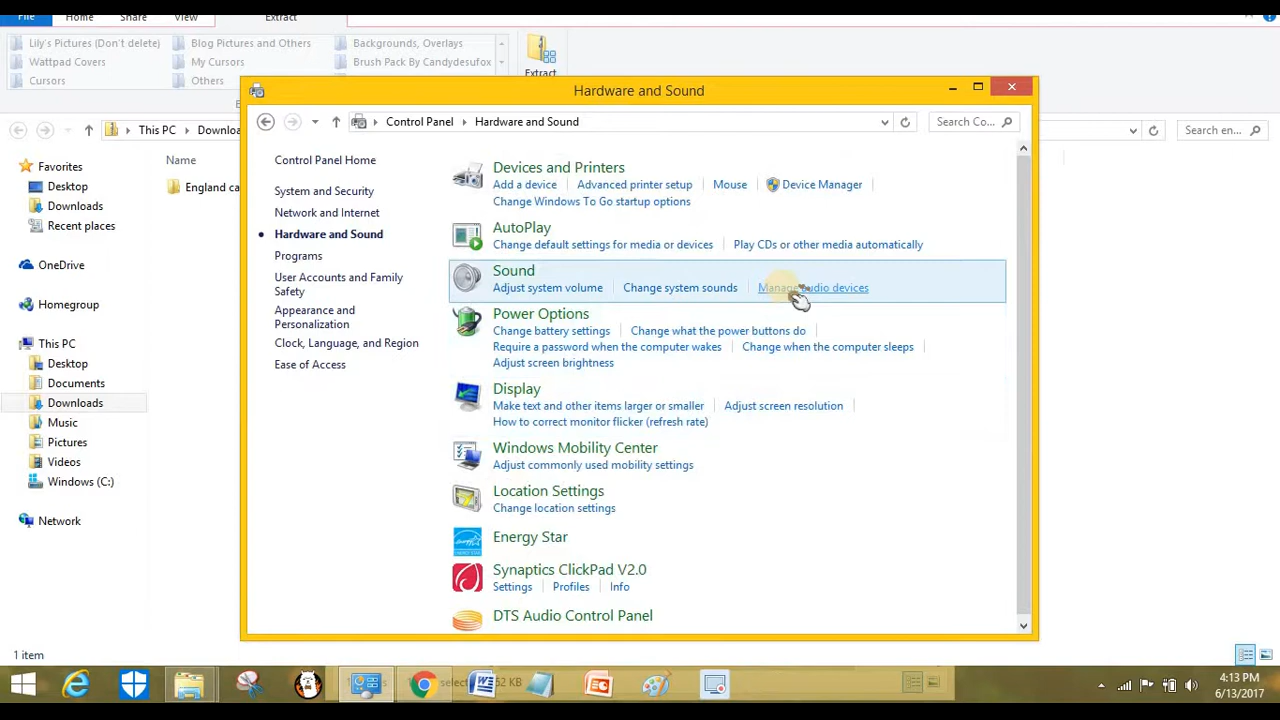 File Home Share View Extract
Lily's Pictures (Don't delete) Blog Pictures and Others Backgrounds, Overlays
Wattpad Covers My Cursors Brush Pack By Candydesufox
Cursors Others Extract
Hardware and Sound
Control Panel Hardware and Sound Search Co...
This PC Downloa Search en...
Favorites
Desktop
Downloads
Recent places
OneDrive
Homegroup
This PC
Desktop
Documents
Downloads
Music
Pictures
Videos
Windows (C:)
Network
Name
England ca
Control Panel Home
System and Security
Network and Internet
Hardware and Sound
Programs
User Accounts and Family
Safety
Appearance and
Personalization
Clock, Language, and Region
Ease of Access
Devices and Printers
Add a device Advanced printer setup Mouse Device Manager
Change Windows To Go startup options
AutoPlay
Change default settings for media or devices Play CDs or other media automatically
Sound
Adjust system volume Change system sounds Manage audio devices
Power Options
Change battery settings Change what the power buttons do
Require a password when the computer wakes Change when the computer sleeps
Adjust screen brightness
Display
Make text and other items larger or smaller Adjust screen resolution
How to correct monitor flicker (refresh rate)
Windows Mobility Center
Adjust commonly used mobility settings
Location Settings
Change location settings
Energy Star
Synaptics ClickPad V2.0
Settings Profiles Info
DTS Audio Control Panel
1 item
4:13 PM
6/13/2017